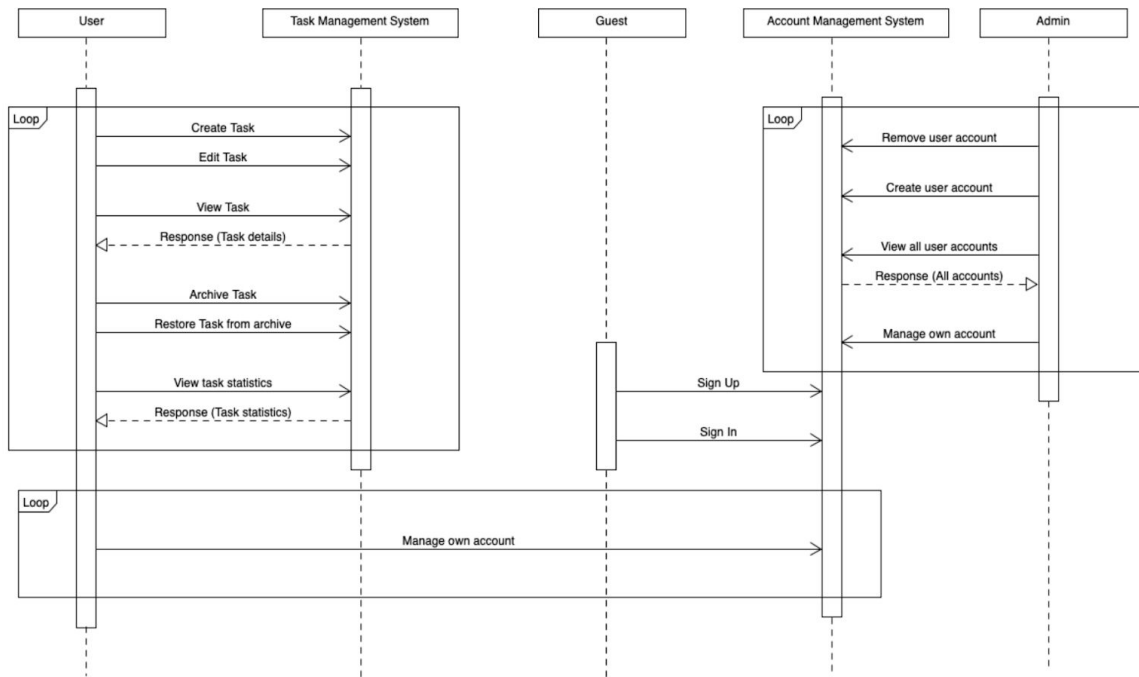 User
Task Management System
Guest
Account Management System
Admin
Loop
Create Task
Edit Task
View Task
Response (Task details)
Archive Task
Restore Task from archive
View task statistics
Response (Task statistics)
Loop
Remove user account
Create user account
View all user accounts
Response (All accounts)
Manage own account
Sign Up
Sign In
Loop
Manage own account